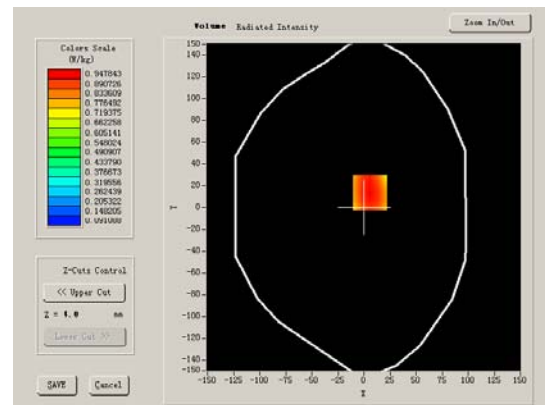 Volume Radiated Intensity
Zoom In/Out
Colors Scale
(W/kg)
0.947843
0.890726
0.833609
0.776492
0.719375
0.662258
0.605141
0.548024
0.490907
0.433790
0.376673
0.319556
0.262439
0.205322
0.148205
0.091088
Z-Cuts Control
<< Upper Cut
Z = 4.0 mm
Lower Cut >>
SAVE
Cancel
150
140
120
100
80
60
40
20
0
-20
-40
-60
-80
-100
-120
-140
-150
Y
-150 -125 -100 -75 -50 -25 0 25 50 75 100 125 150
X